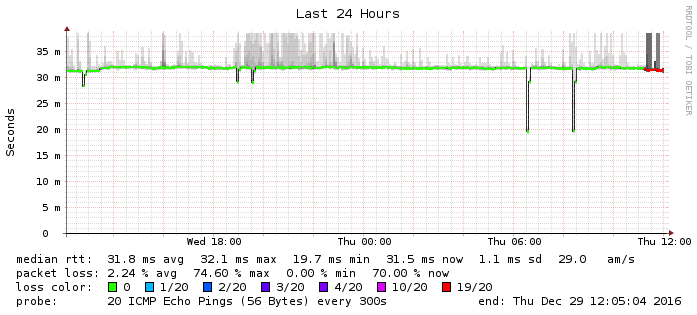 Last 24 Hours
RRDTOOL / TOBI OETIKER
Seconds
35 m
30 m
25 m
20 m
15 m
10 m
5 m
0
Wed 18:00 Thu 00:00 Thu 06:00 Thu 12:00
median rtt: 31.8 ms avg 32.1 ms max 19.7 ms min 31.5 ms now 1.1 ms sd 29.0 am/s
packet loss: 2.24 % avg 74.60 % max 0.00 % min 70.00 % now
loss color: 0 1/20 2/20 3/20 4/20 10/20 19/20
probe: 20 ICMP Echo Pings (56 Bytes) every 300s end: Thu Dec 29 12:05:04 2016